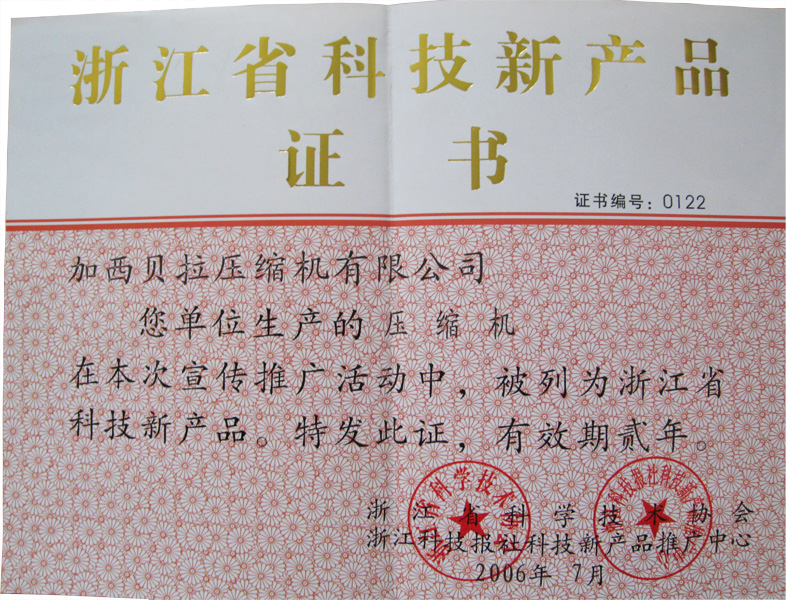 浙江省科技新产品
证书
证书编号：0122
加西贝拉压缩机有限公司
您单位生产的压缩机
在本次宣传推广活动中，被列为浙江省
科技新产品。特发此证，有效期贰年。
浙江省科学技术协会
浙江科技报社科技新产品推广中心
2006年7月